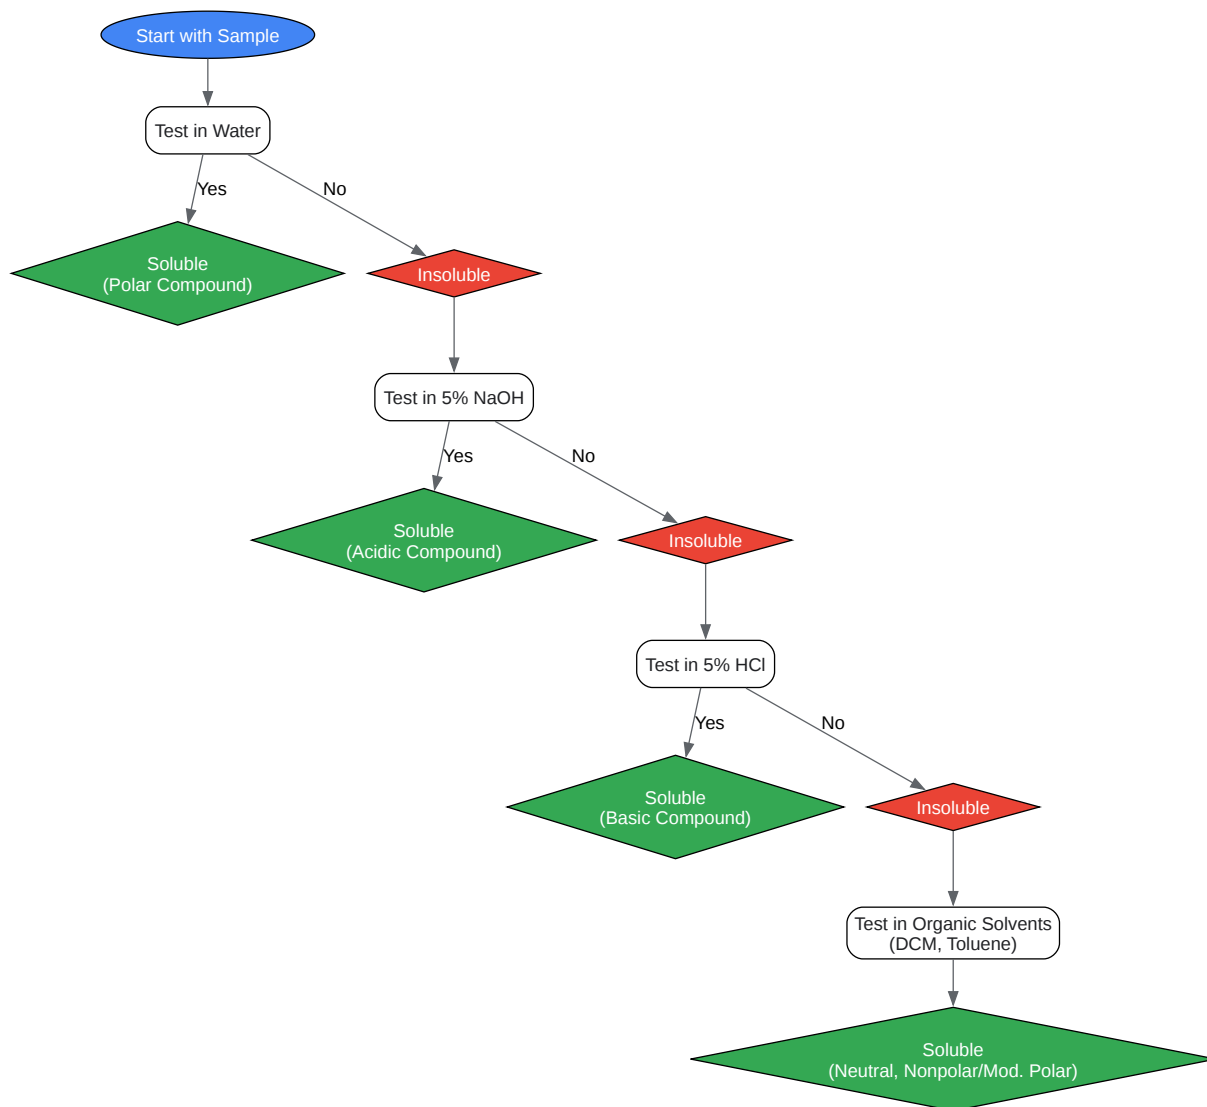 Start with Sample
Test in Water
Yes
No
Soluble
(Polar Compound)
Insoluble
Test in 5% NaOH
Yes
No
Soluble
(Acidic Compound)
Insoluble
Test in 5% HCl
Yes
No
Soluble
(Basic Compound)
Insoluble
Test in Organic Solvents
(DCM, Toluene)
Soluble
(Neutral, Nonpolar/Mod. Polar)